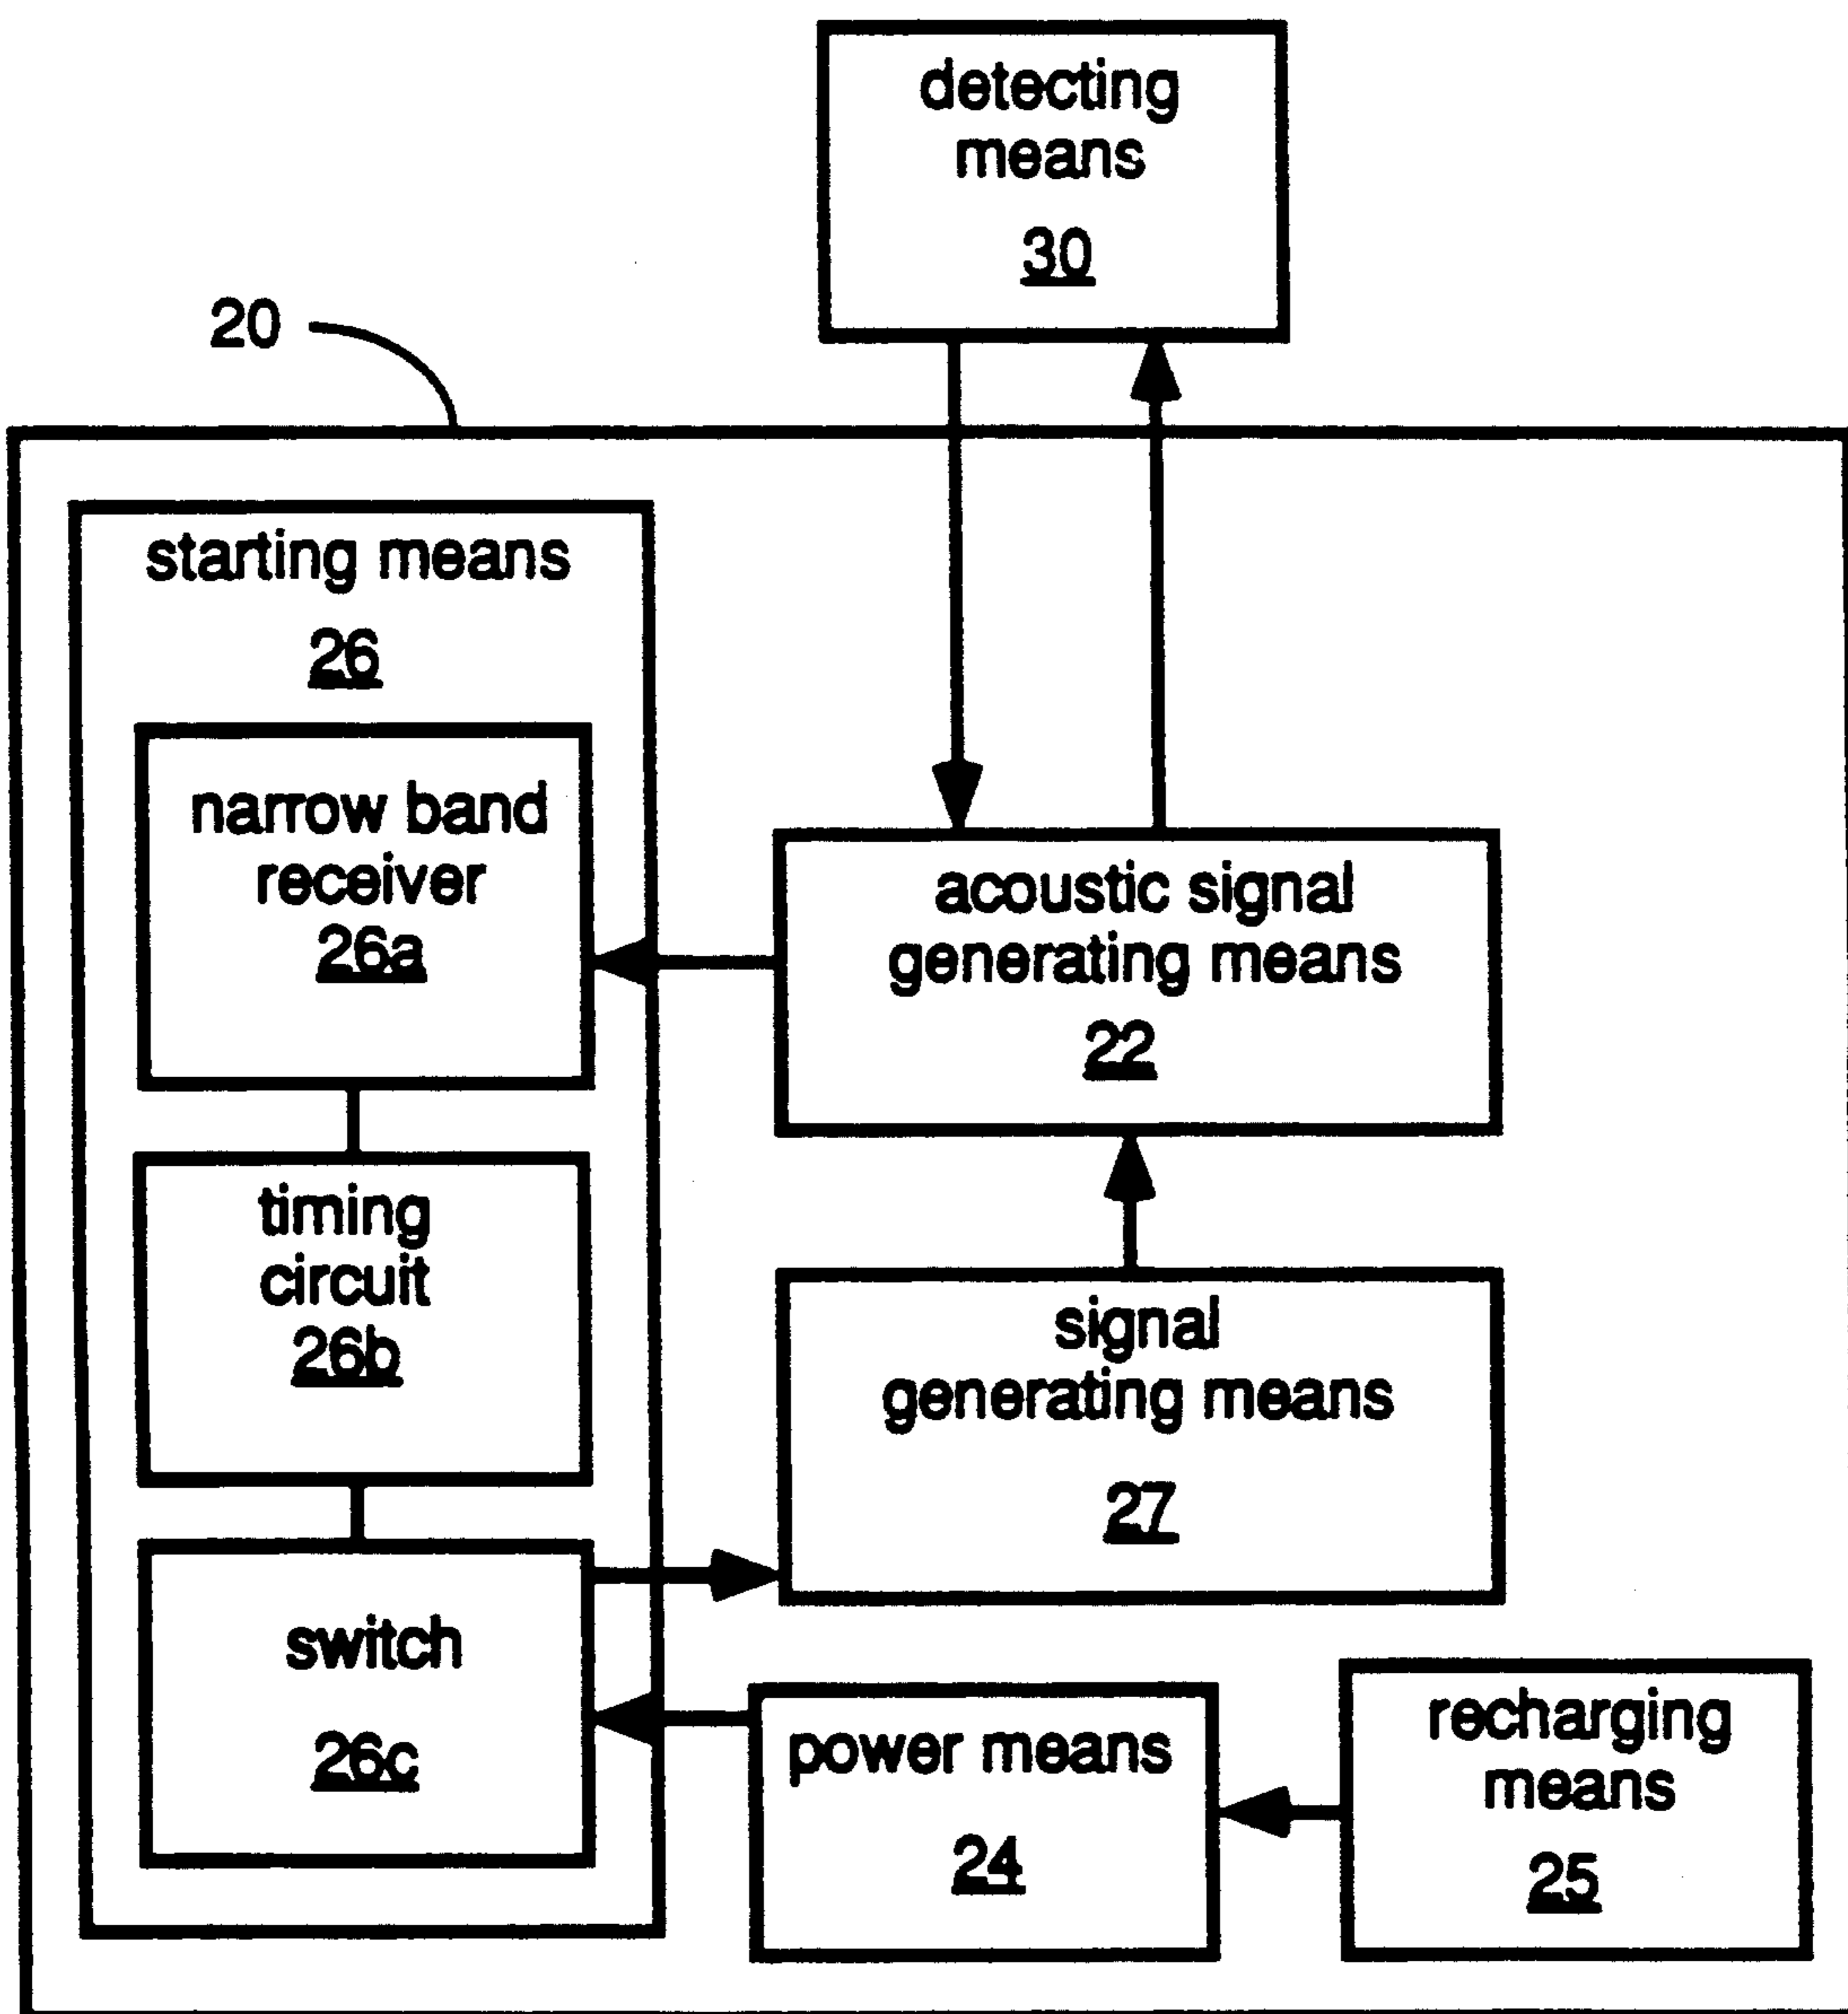 detecting
means
30
20
starting means
26
narrow band
receiver
26a
acoustic signal
generating means
22
timing
circuit
26b
signal
generating means
27
switch
26c
power means
24
recharging
means
25